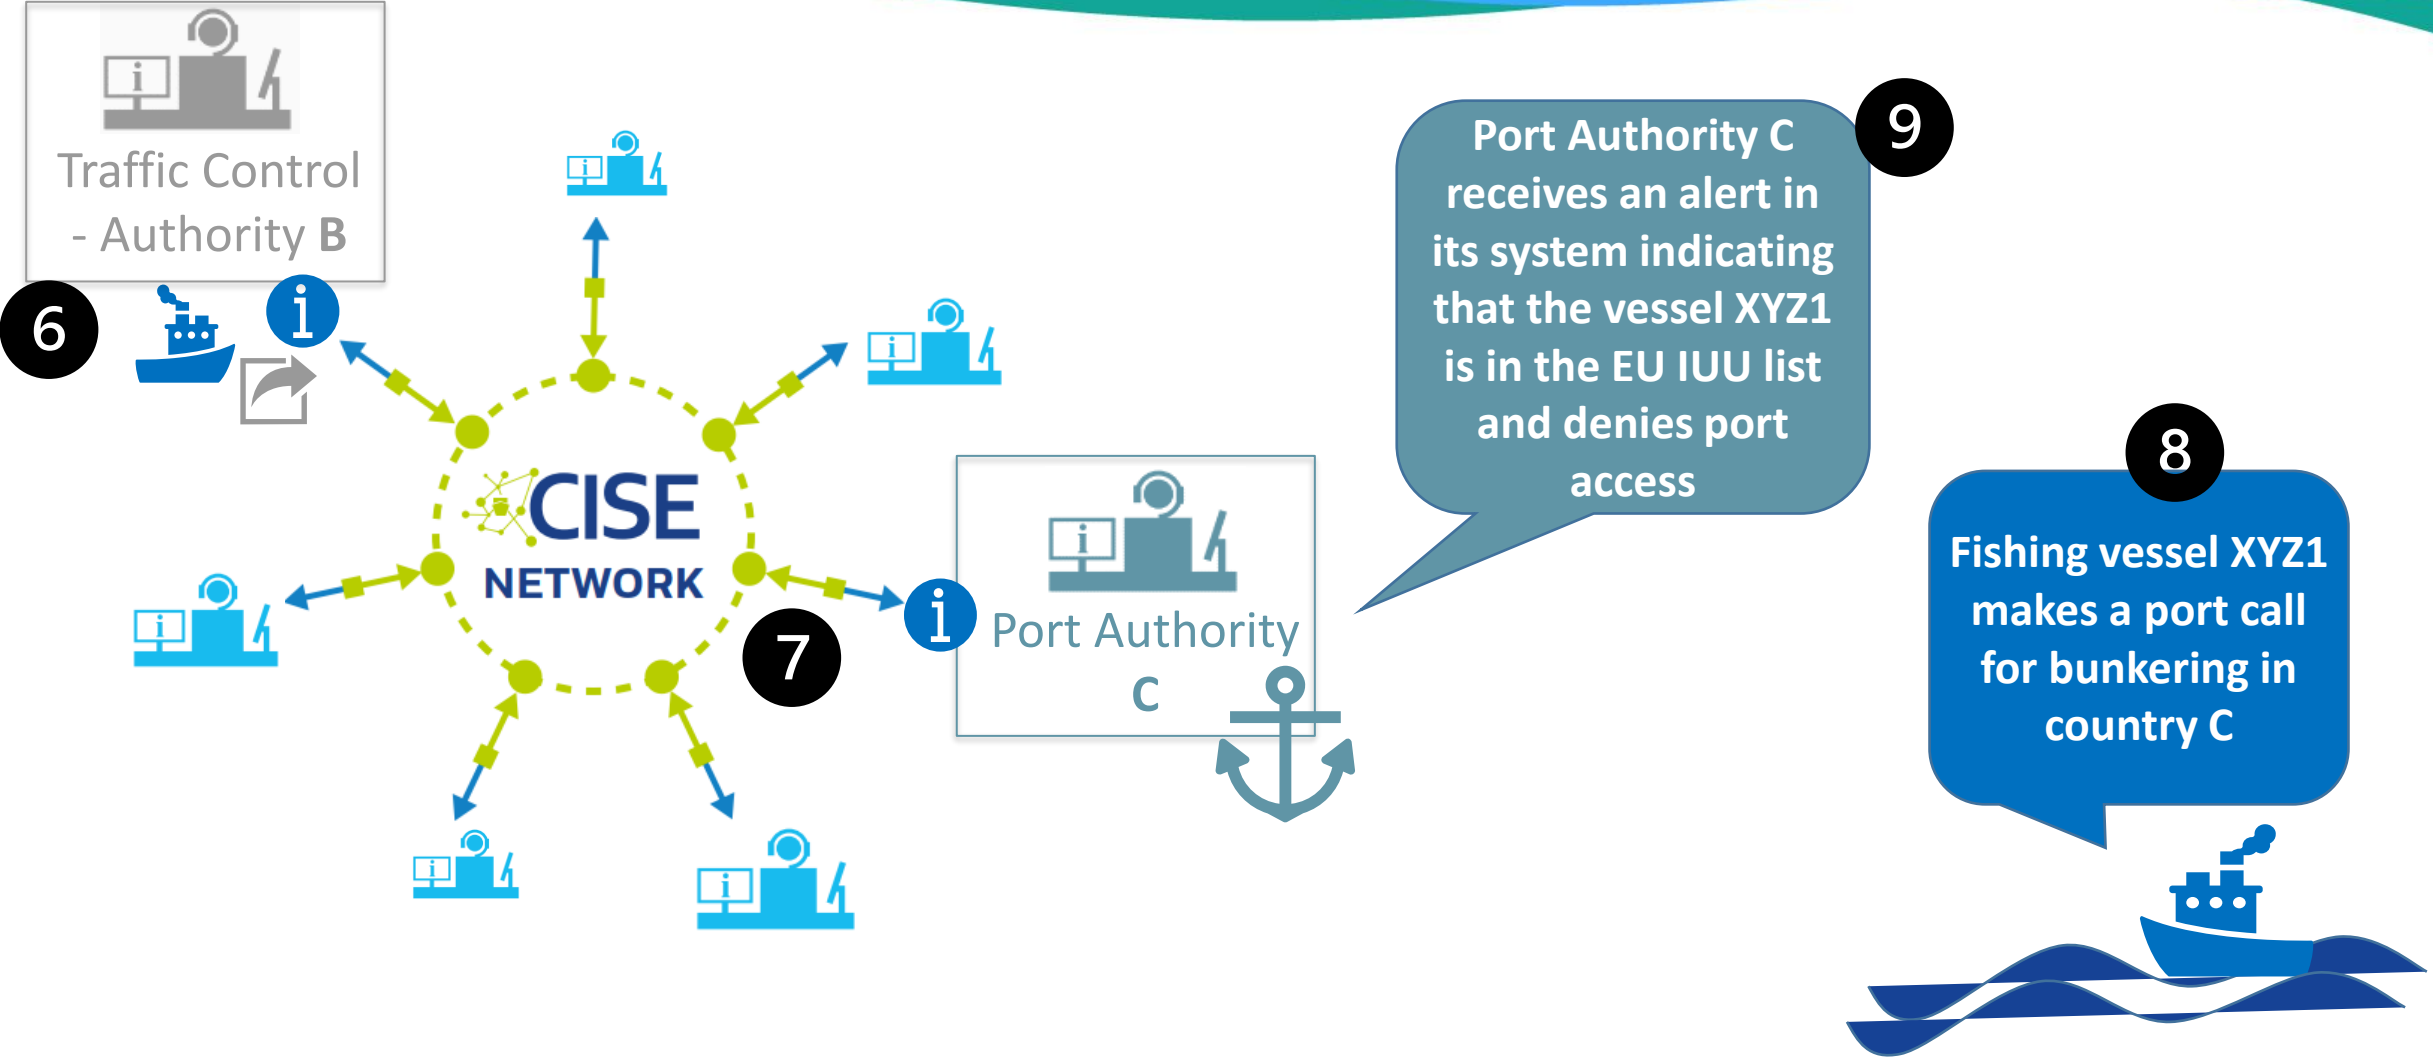 Traffic Control
- Authority B
6
i
i
i
i
CISE
NETWORK
i
7
i
i
i
i
Port Authority
C
i
Port Authority C
receives an alert in
its system indicating
that the vessel XYZ1
is in the EU IUU list
and denies port
access
9
8
Fishing vessel XYZ1
makes a port call
for bunkering in
country C